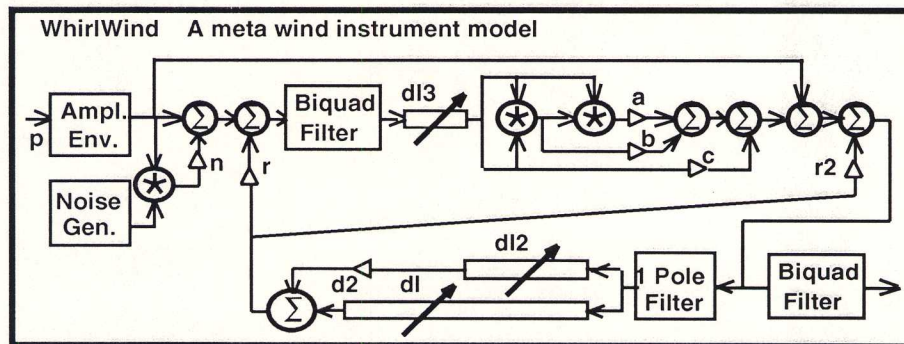 WhirlWind A meta wind instrument model
p
Ampl.
Env.
Σ
Σ
Biquad
Filter
dl3
*
*
a
b
c
Σ
Σ
Σ
Σ
n
r
r2
*
Noise
Gen.
dl2
d2
dl
Σ
1 Pole
Filter
Biquad
Filter